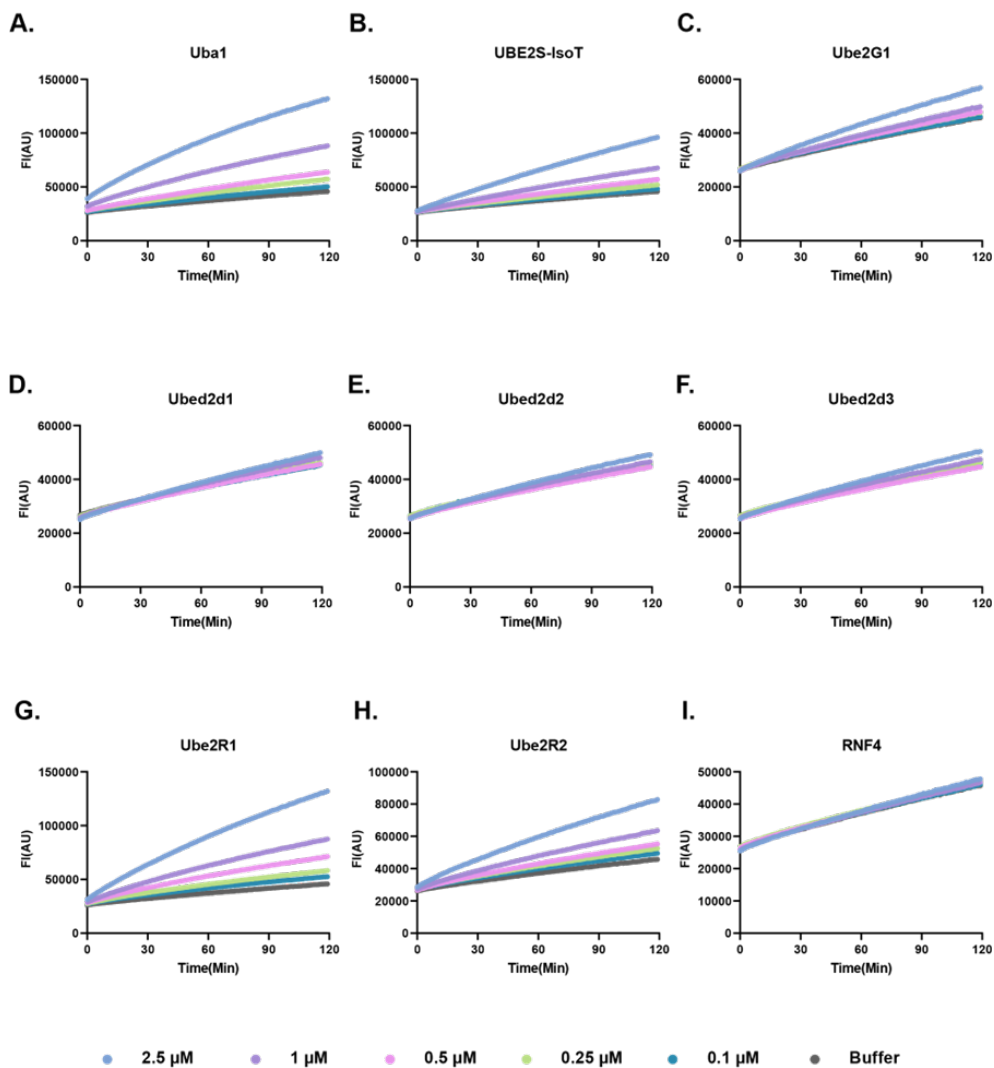 A.
B.
C.
Uba1
UBE2S-IsoT
Ube2G1
150000
100000
50000
0
FI(AU)
0 30 60 90 120
Time(Min)
150000
100000
50000
0
FI(AU)
0 30 60 90 120
Time(Min)
60000
40000
20000
0
FI(AU)
0 30 60 90 120
Time(Min)
D.
E.
F.
Ubed2d1
Ubed2d2
Ubed2d3
60000
40000
20000
0
FI(AU)
0 30 60 90 120
Time(Min)
60000
40000
20000
0
FI(AU)
0 30 60 90 120
Time(Min)
60000
40000
20000
0
FI(AU)
0 30 60 90 120
Time(Min)
G.
H.
I.
Ube2R1
Ube2R2
RNF4
150000
100000
50000
0
FI(AU)
0 30 60 90 120
Time(Min)
100000
80000
60000
40000
20000
0
FI(AU)
0 30 60 90 120
Time(Min)
50000
40000
30000
20000
10000
0
FI(AU)
0 30 60 90 120
Time(Min)
2.5 µM 1 µM 0.5 µM 0.25 µM 0.1 µM Buffer